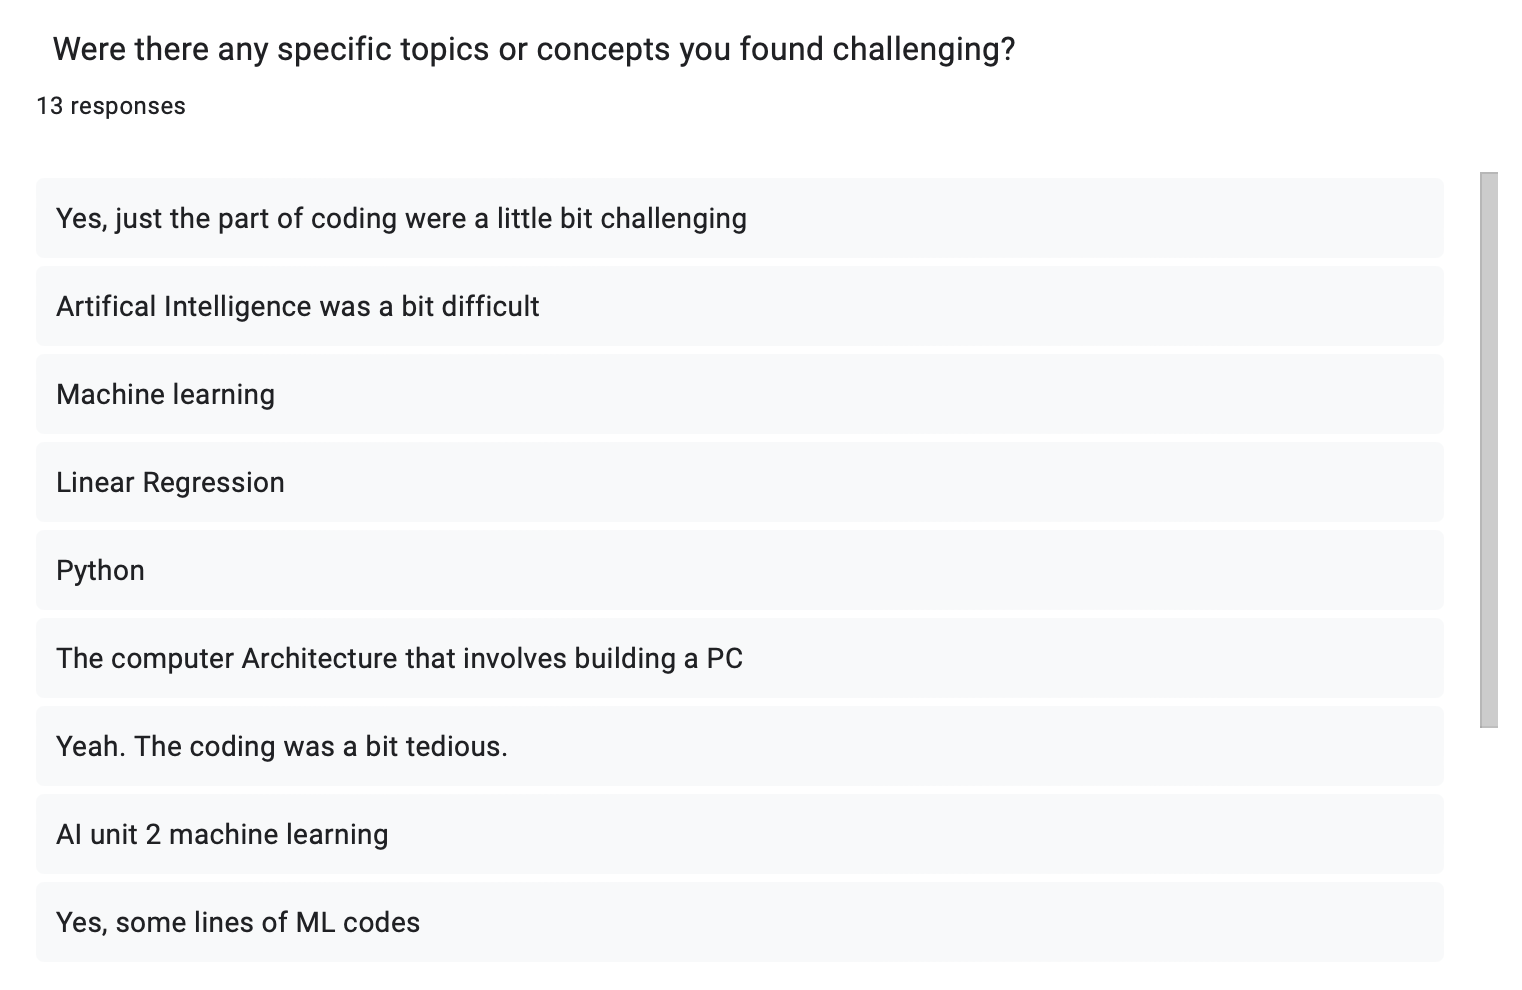 Were there any specific topics or concepts you found challenging?
13 responses
Yes, just the part of coding were a little bit challenging
Artifical Intelligence was a bit difficult
Machine learning
Linear Regression
Python
The computer Architecture that involves building a PC
Yeah. The coding was a bit tedious.
AI unit 2 machine learning
Yes, some lines of ML codes